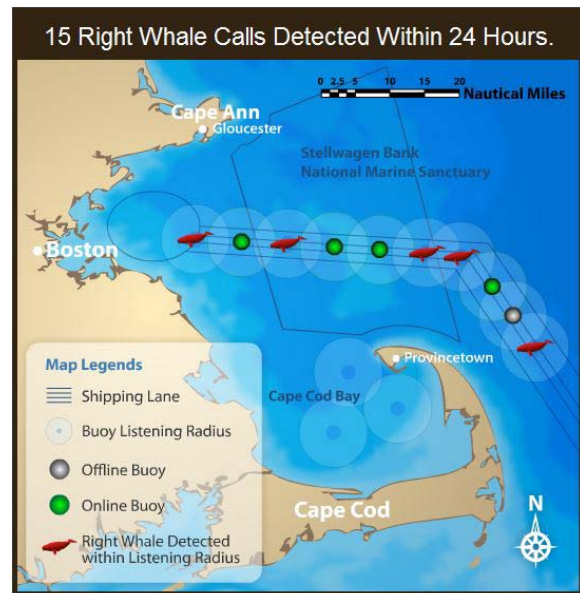 15 Right Whale Calls Detected Within 24 Hours.
0 2.5 5 10 15 20
Nautical Miles
Cape Ann
Gloucester
Stellwagen Bank
National Marine Sanctuary
Boston
Provincetown
Cape Cod Bay
Map Legends
Shipping Lane
Buoy Listening Radius
Offline Buoy
Online Buoy
Right Whale Detected
within Listening Radius
Cape Cod
N